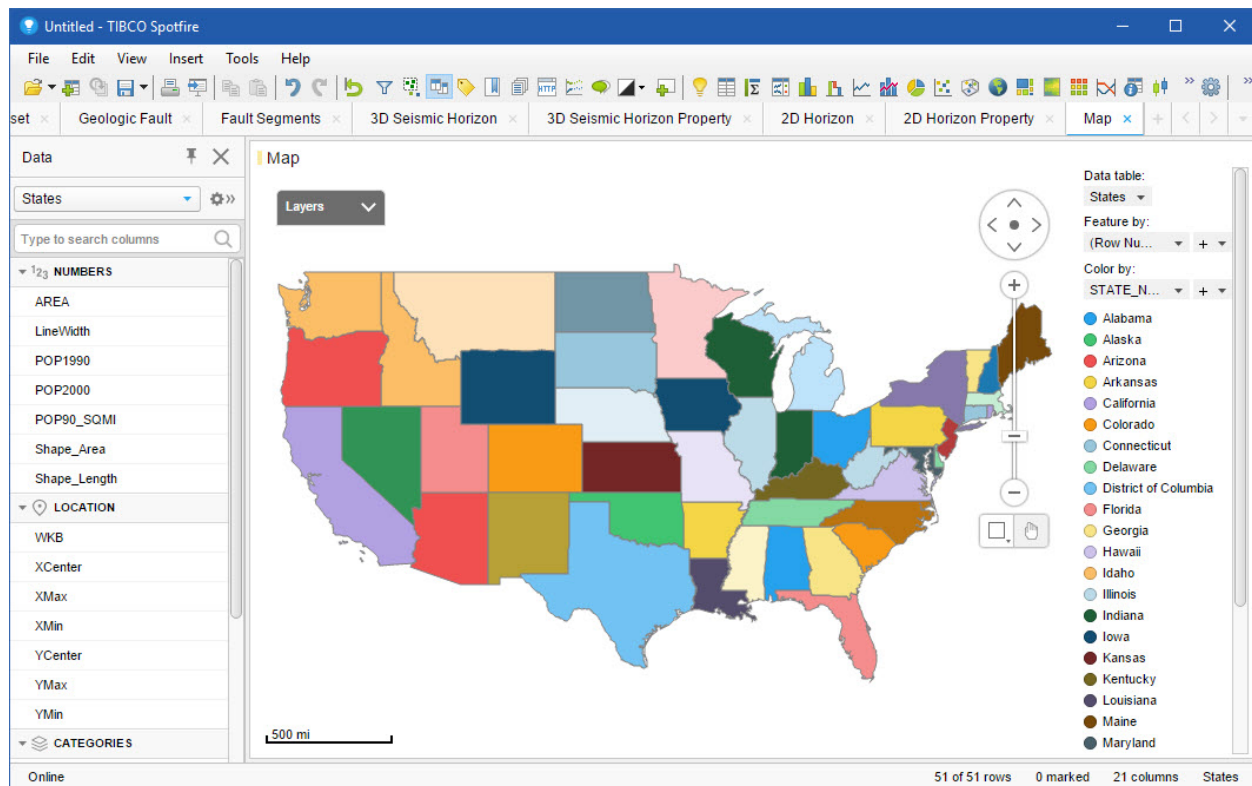 Untitled - TIBCO Spotfire
File Edit View Insert Tools Help
set Geologic Fault Fault Segments 3D Seismic Horizon 3D Seismic Horizon Property 2D Horizon 2D Horizon Property Map
Data
States
Type to search columns
123 NUMBERS
AREA
LineWidth
POP1990
POP2000
POP90_SQMI
Shape_Area
Shape_Length
LOCATION
WKB
XCenter
XMax
XMin
YCenter
YMax
YMin
CATEGORIES
Map
Layers
500 mi
Data table:
States
Feature by:
(Row Nu...
Color by:
STATE_N...
Alabama
Alaska
Arizona
Arkansas
California
Colorado
Connecticut
Delaware
District of Columbia
Florida
Georgia
Hawaii
Idaho
Illinois
Indiana
Iowa
Kansas
Kentucky
Louisiana
Maine
Maryland
Online 51 of 51 rows 0 marked 21 columns States